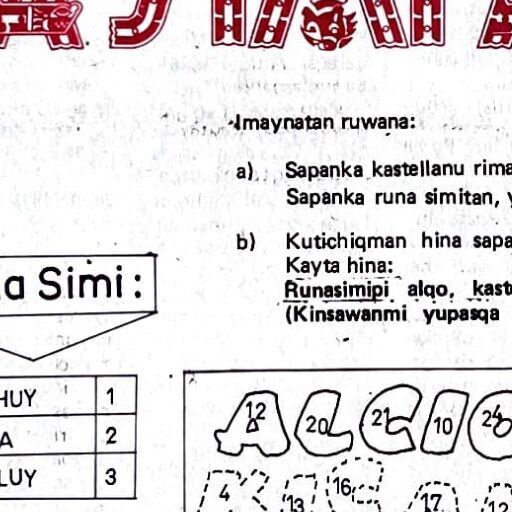 Imaynatan ruwana:
a) Sapanka kastellanu rima
Sapanka runa simitan, y
b) Kutichiqman hina sapa
Kayta hina:
Runasimipi alqo, kast
(Kinsawanmi yupasqa
a Simi:
HUY 1
A 2
LUY 3
A 12 L 20 C 21 I 10 24
4 13 16 17 12